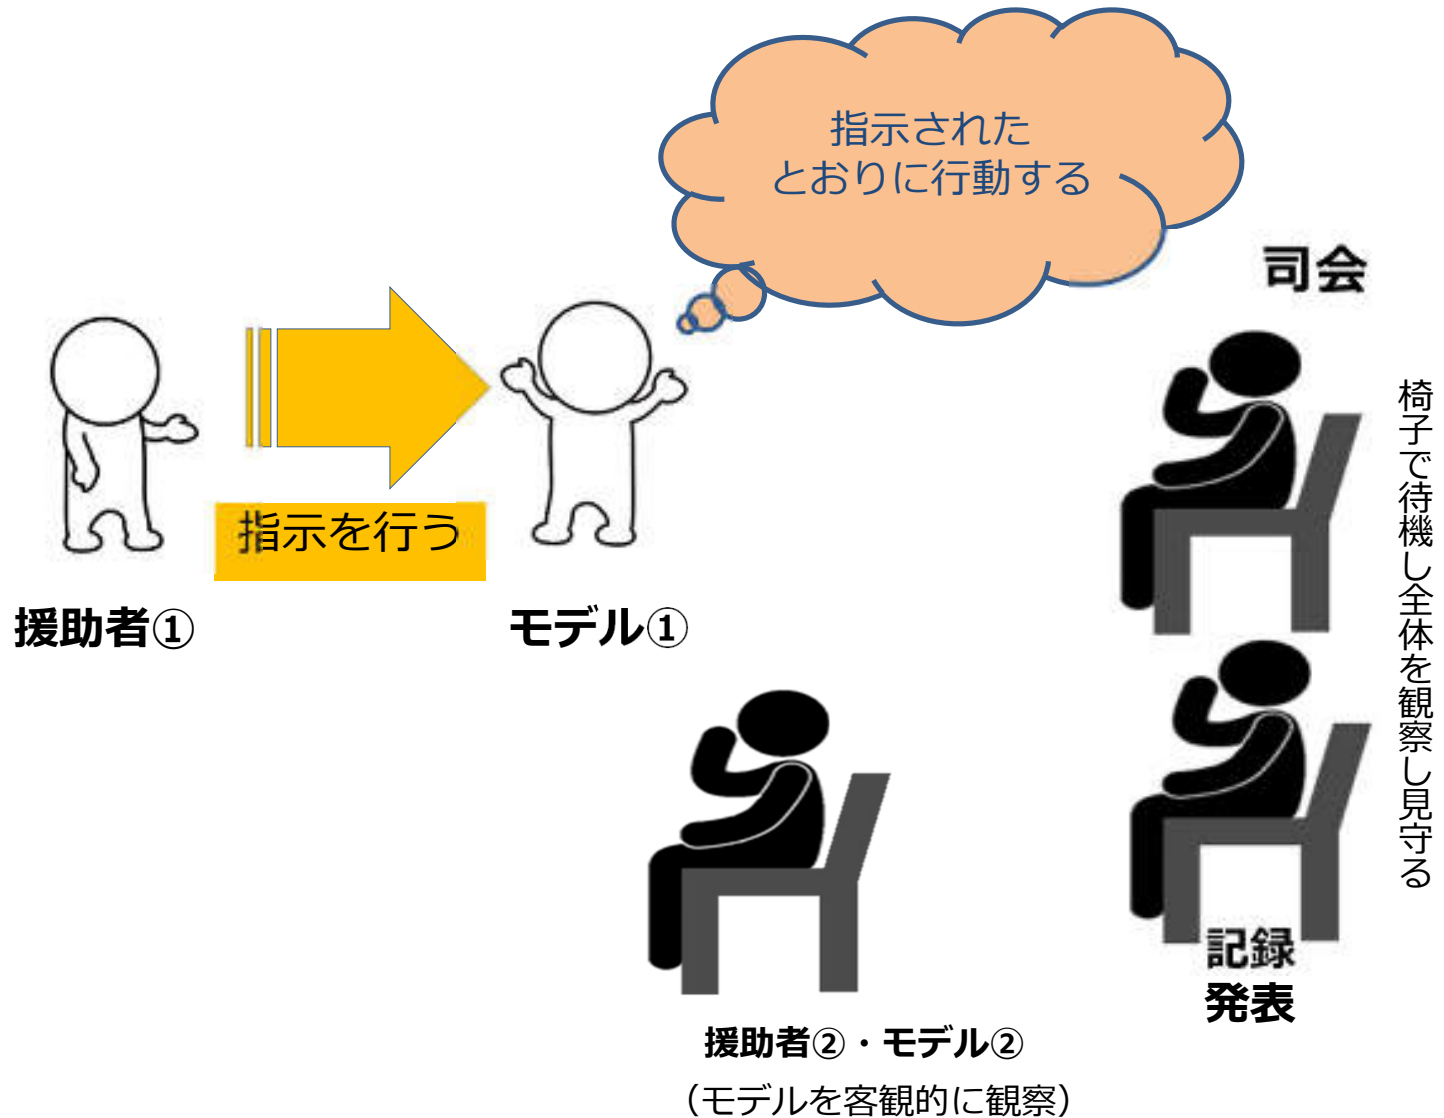 指示された
とおりに行動する
司会
指示を行う
援助者①
モデル①
椅子で待機し全体を観察し見守る
記録
発表
援助者②・モデル②
（モデルを客観的に観察）